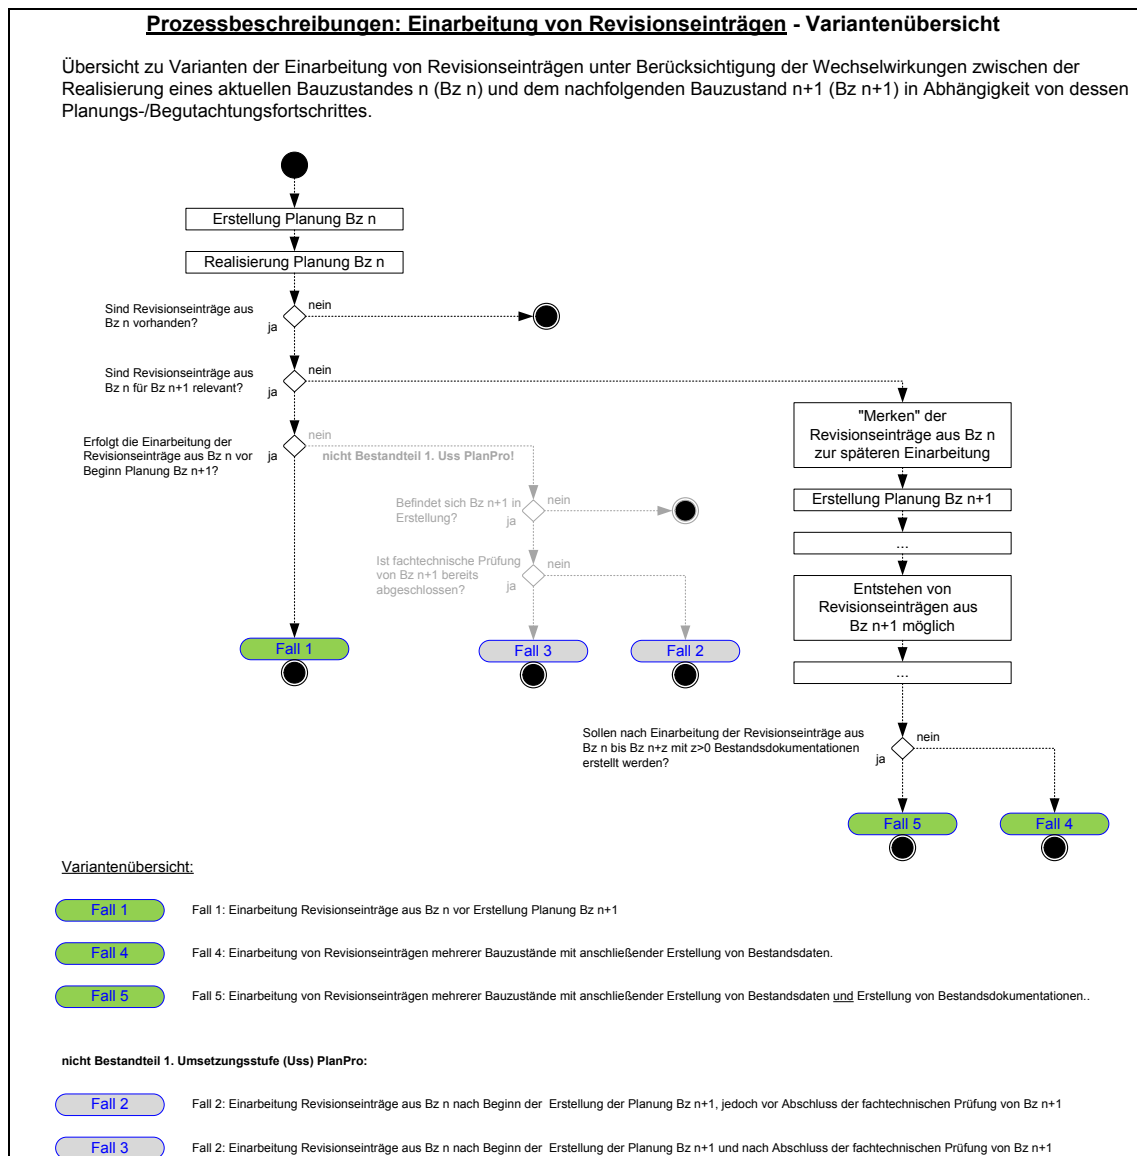 Prozessbeschreibungen: Einarbeitung von Revisionseinträgen - Variantenübersicht
Übersicht zu Varianten der Einarbeitung von Revisionseinträgen unter Berücksichtigung der Wechselwirkungen zwischen der
Realisierung eines aktuellen Bauzustandes n (Bz n) und dem nachfolgenden Bauzustand n+1 (Bz n+1) in Abhängigkeit von dessen
Planungs-/Begutachtungsfortschrittes.
Erstellung Planung Bz n
Realisierung Planung Bz n
Sind Revisionseinträge aus
Bz n vorhanden?
nein
ja
Sind Revisionseinträge aus
Bz n für Bz n+1 relevant?
nein
ja
Erfolgt die Einarbeitung der
Revisionseinträge aus Bz n vor
Beginn Planung Bz n+1?
nein
ja
nicht Bestandteil 1. Uss PlanPro!
Befindet sich Bz n+1 in
Erstellung?
nein
ja
Ist fachtechnische Prüfung
von Bz n+1 bereits
abgeschlossen?
nein
ja
"Merken" der
Revisionseinträge aus Bz n
zur späteren Einarbeitung
Erstellung Planung Bz n+1
...
Entstehen von
Revisionseinträgen aus
Bz n+1 möglich
...
Fall 1
Fall 3
Fall 2
Sollen nach Einarbeitung der Revisionseinträge aus
Bz n bis Bz n+z mit z>0 Bestandsdokumentationen
erstellt werden?
nein
ja
Fall 5
Fall 4
Variantenübersicht:
Fall 1 Fall 1: Einarbeitung Revisionseinträge aus Bz n vor Erstellung Planung Bz n+1
Fall 4 Fall 4: Einarbeitung von Revisionseinträgen mehrerer Bauzustände mit anschließender Erstellung von Bestandsdaten.
Fall 5 Fall 5: Einarbeitung von Revisionseinträgen mehrerer Bauzustände mit anschließender Erstellung von Bestandsdaten und Erstellung von Bestandsdokumentationen..
nicht Bestandteil 1. Umsetzungsstufe (Uss) PlanPro:
Fall 2 Fall 2: Einarbeitung Revisionseinträge aus Bz n nach Beginn der Erstellung der Planung Bz n+1, jedoch vor Abschluss der fachtechnischen Prüfung von Bz n+1
Fall 3 Fall 2: Einarbeitung Revisionseinträge aus Bz n nach Beginn der Erstellung der Planung Bz n+1 und nach Abschluss der fachtechnischen Prüfung von Bz n+1